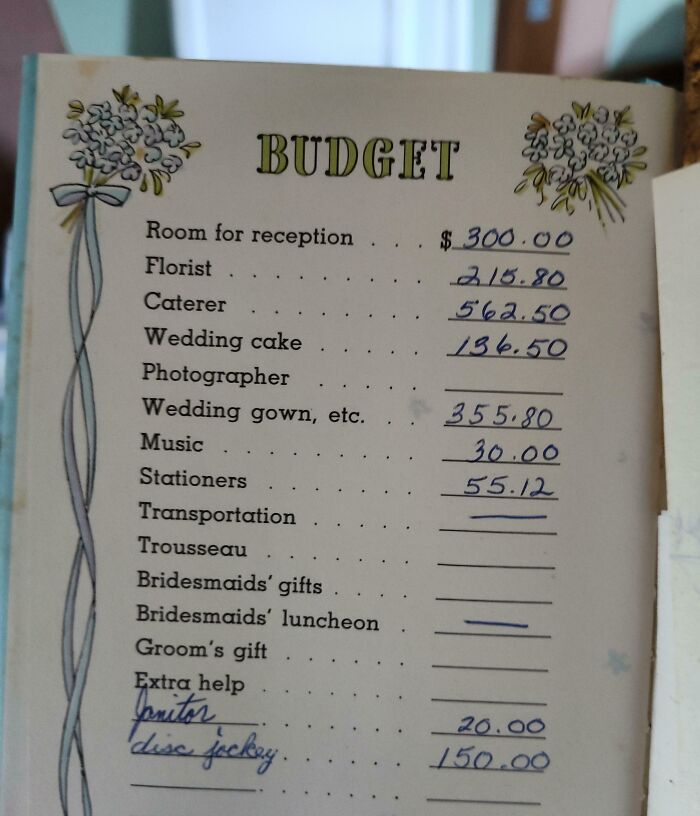 BUDGET
Room for reception . . . $ 300.00
Florist . . . . . . . . . 215.80
Caterer . . . . . . . . 562.50
Wedding cake . . . . . 136.50
Photographer . . . . .
Wedding gown, etc. . . 355.80
Music . . . . . . . . . 30.00
Stationers . . . . . . . 55.12
Transportation . . . . . —
Trousseau . . . . . . .
Bridesmaids' gifts . . . .
Bridesmaids' luncheon . —
Groom's gift . . . . . .
Extra help . . . . . . .
Janitor . . . . . . . 20.00
disc jockey . . . . . . 150.00